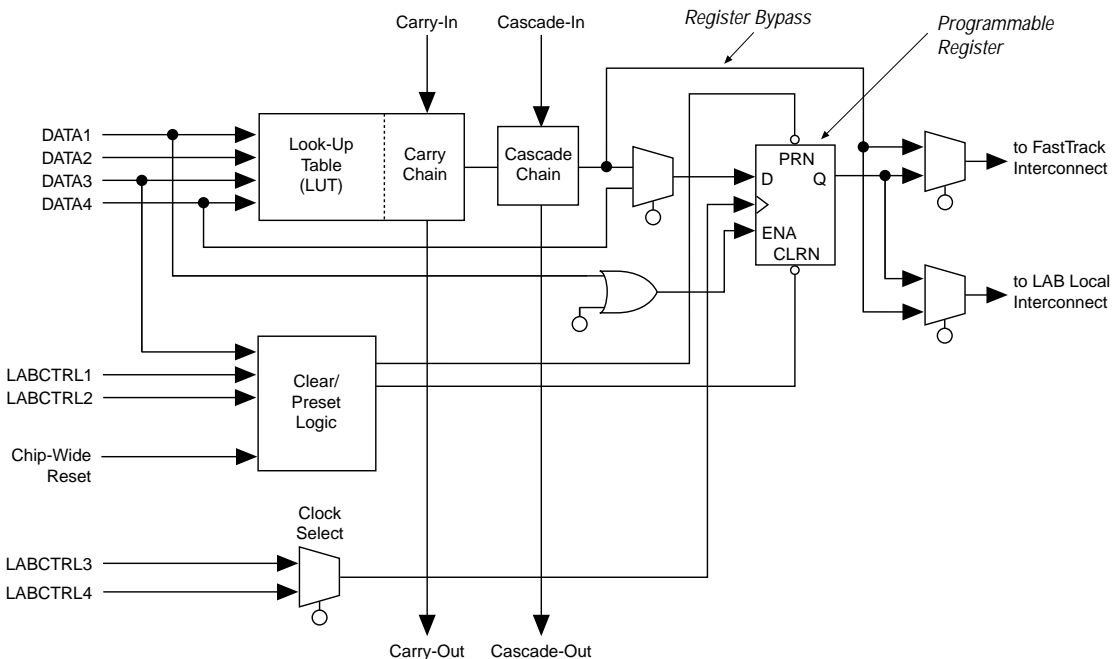 Carry-In
Cascade-In
Register Bypass
Programmable
Register
DATA1
DATA2
DATA3
DATA4
Look-Up
Table
(LUT)
Carry
Chain
Cascade
Chain
PRN
D
Q
ENA
CLRN
to FastTrack
Interconnect
to LAB Local
Interconnect
LABCTRL1
LABCTRL2
Clear/
Preset
Logic
Chip-Wide
Reset
Clock
Select
LABCTRL3
LABCTRL4
Carry-Out
Cascade-Out